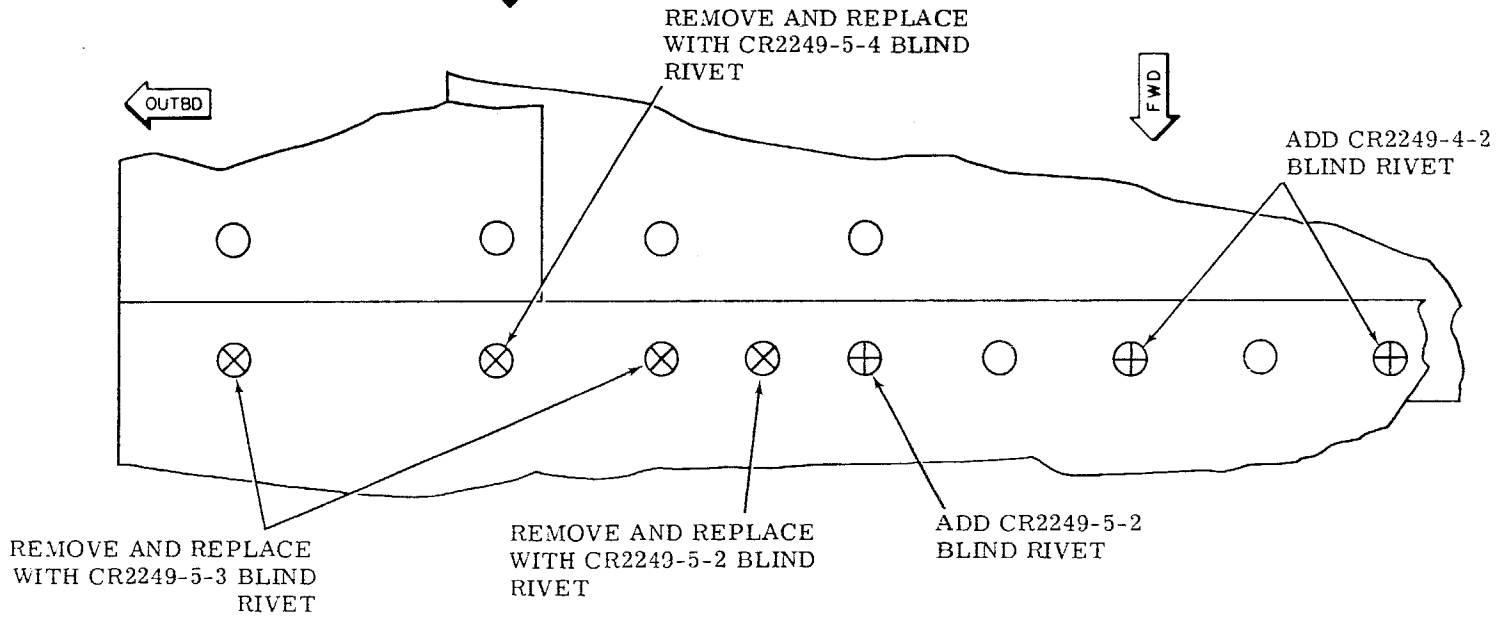 REMOVE AND REPLACE
WITH CR2249-5-4 BLIND
RIVET
OUTBD
FWD
ADD CR2249-4-2
BLIND RIVET
REMOVE AND REPLACE
WITH CR2249-5-3 BLIND
RIVET
REMOVE AND REPLACE
WITH CR2249-5-2 BLIND
RIVET
ADD CR2249-5-2
BLIND RIVET